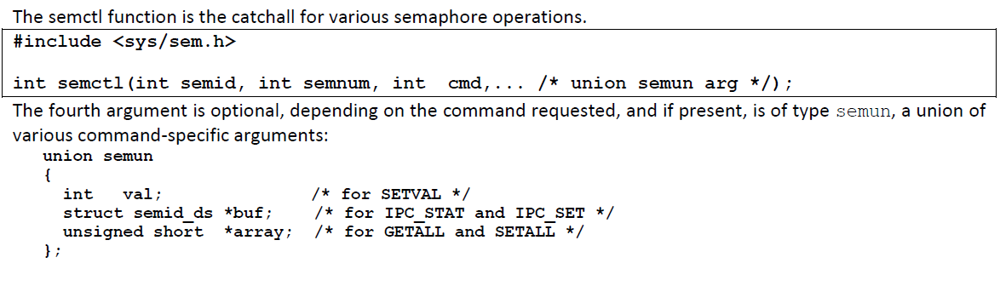 The semctl function is the catchall for various semaphore operations.
#include <sys/sem.h>
int semctl(int semid, int semnum, int  cmd,... /* union semun arg */);
The fourth argument is optional, depending on the command requested, and if present, is of type semun, a union of
various command-specific arguments:
union semun
{
int   val;               /* for SETVAL */
struct semid_ds *buf;    /* for IPC_STAT and IPC_SET */
unsigned short  *array;  /* for GETALL and SETALL */
};